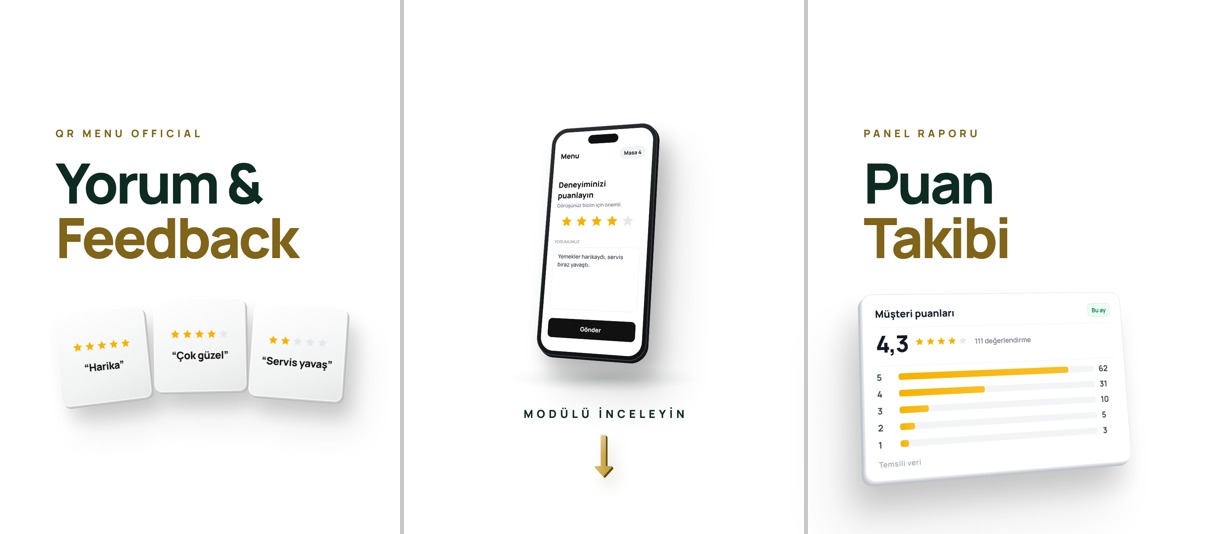 QR MENU OFFICIAL
Yorum &
Feedback
“Harika”
“Çok güzel”
“Servis yavaş”
Menu
Masa 4
Deneyiminizi
puanlayın
Görüşünüz bizim için önemli.
YORUMUNUZ
Yemekler harikaydı, servis
biraz yavaştı.
Gönder
MODÜLÜ İNCELEYİN
PANEL RAPORU
Puan
Takibi
Müşteri puanları
Bu ay
4,3
111 değerlendirme
5 62
4 31
3 10
2 5
1 3
Temsili veri